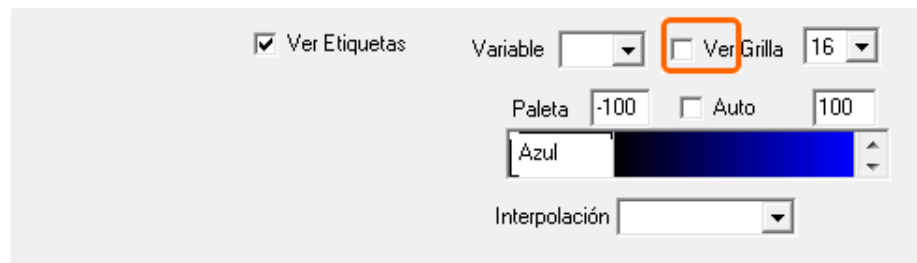 Ver Etiquetas Variable Ver Grilla 16
Paleta -100 Auto 100
Azul
Interpolación